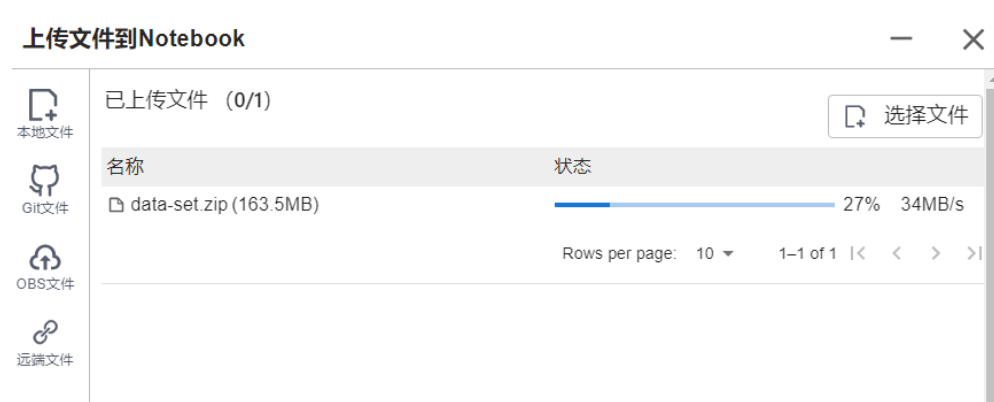 上传文件到Notebook
本地文件
Git文件
OBS文件
远端文件
已上传文件 （0/1）
选择文件
名称 状态
data-set.zip (163.5MB) 27% 34MB/s
Rows per page: 10 1–1 of 1